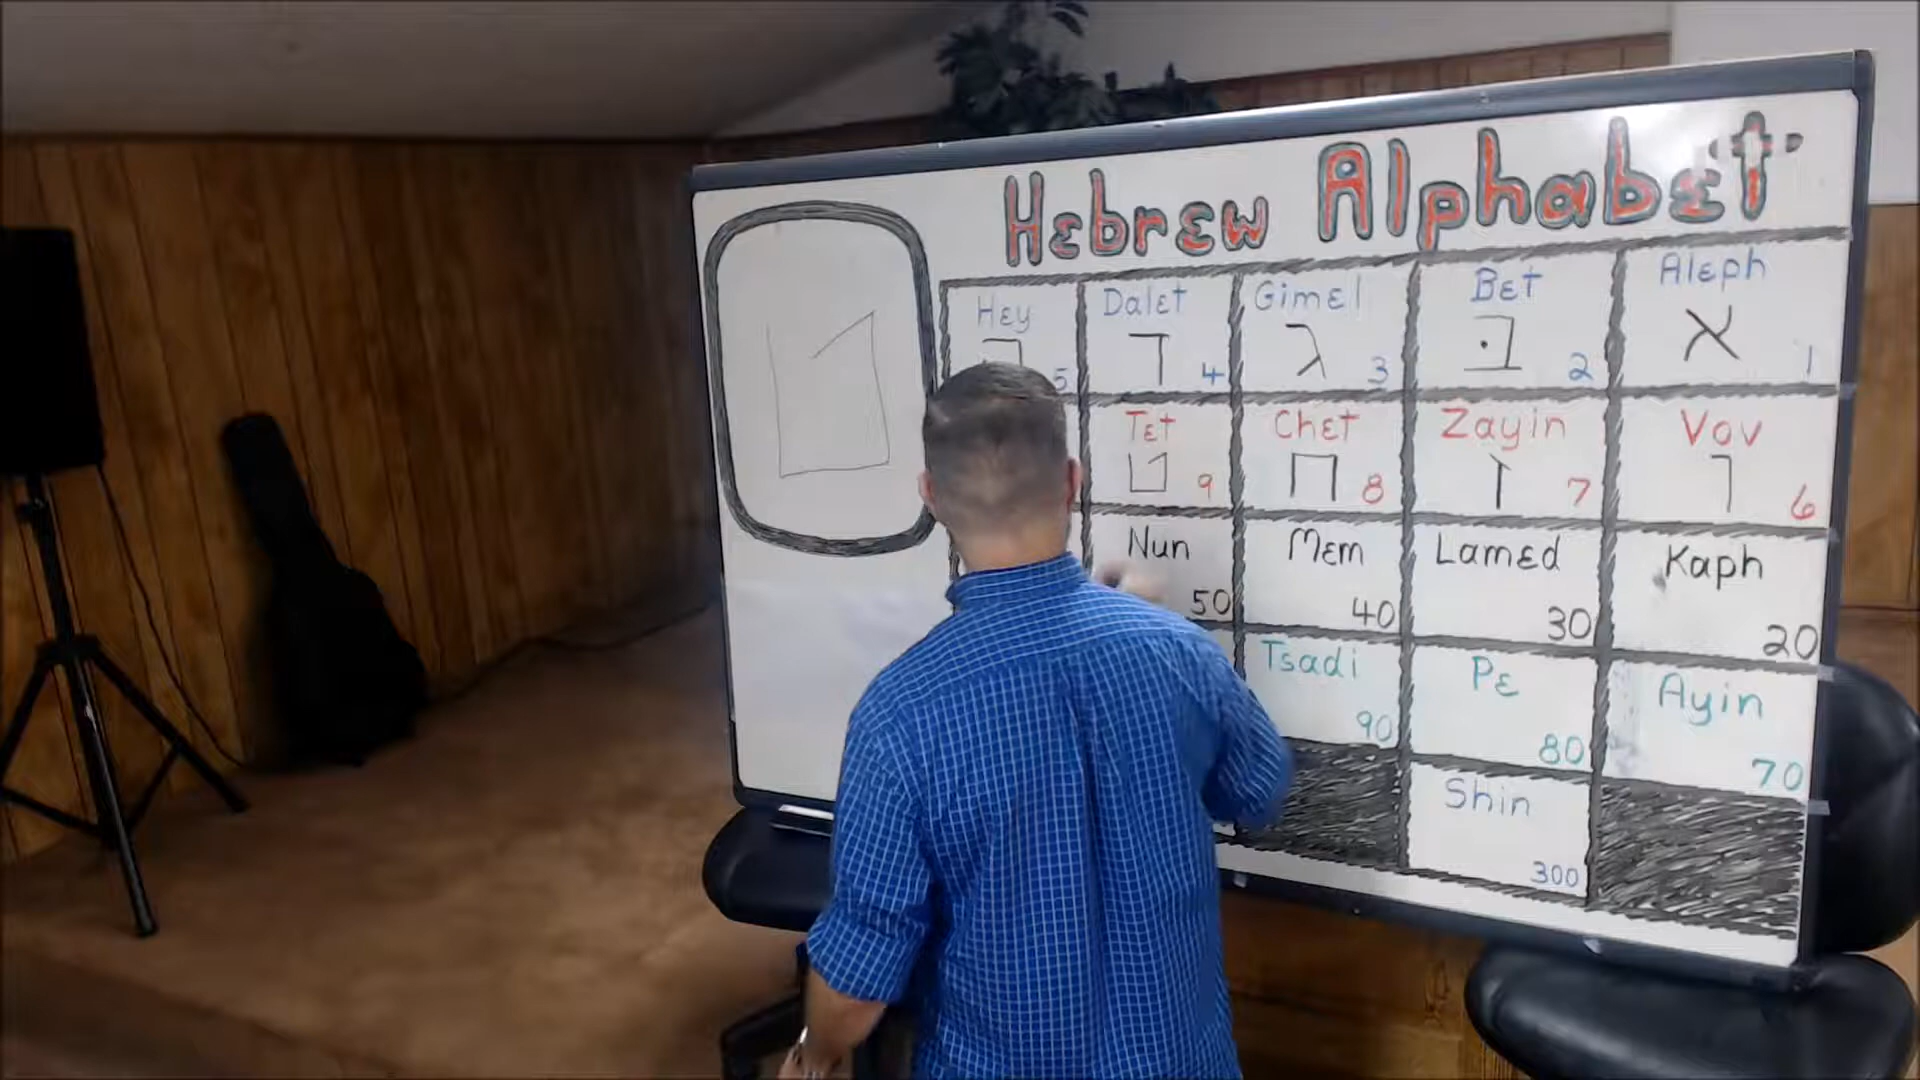 Hebrew Alphabet
Aleph
א 1
Bet
בּ 2
Gimel
ג 3
Dalet
ד 4
Hey
ה 5
Vov
ו 6
Zayin
ז 7
Chet
ח 8
Tet
ט 9
Kaph
20
Lamed
30
Mem
40
Nun
50
Ayin
70
Pe
80
Tsadi
90
Shin
300
ט